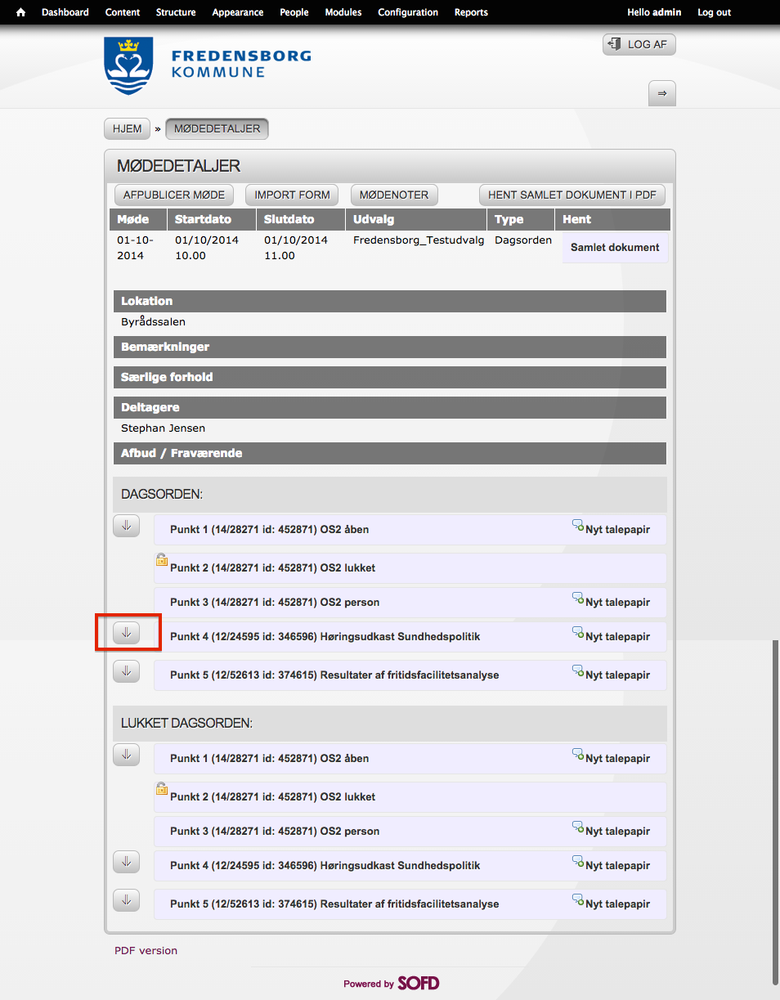 Dashboard Content Structure Appearance People Modules Configuration Reports Hello admin Log out
FREDENSBORG
KOMMUNE
LOG AF
⇒
HJEM » MØDEDETALJER
MØDEDETALJER
AFPUBLICER MØDE IMPORT FORM MØDENOTER HENT SAMLET DOKUMENT I PDF
Møde Startdato Slutdato Udvalg Type Hent
01-10- 01/10/2014 01/10/2014 Fredensborg_Testudvalg Dagsorden Samlet dokument
2014 10.00 11.00
Lokation
Byrådssalen
Bemærkninger
Særlige forhold
Deltagere
Stephan Jensen
Afbud / Fraværende
DAGSORDEN:
Punkt 1 (14/28271 id: 452871) OS2 åben Nyt talepapir
Punkt 2 (14/28271 id: 452871) OS2 lukket
Punkt 3 (14/28271 id: 452871) OS2 person Nyt talepapir
Punkt 4 (12/24595 id: 346596) Høringsudkast Sundhedspolitik Nyt talepapir
Punkt 5 (12/52613 id: 374615) Resultater af fritidsfacilitetsanalyse Nyt talepapir
LUKKET DAGSORDEN:
Punkt 1 (14/28271 id: 452871) OS2 åben Nyt talepapir
Punkt 2 (14/28271 id: 452871) OS2 lukket
Punkt 3 (14/28271 id: 452871) OS2 person Nyt talepapir
Punkt 4 (12/24595 id: 346596) Høringsudkast Sundhedspolitik Nyt talepapir
Punkt 5 (12/52613 id: 374615) Resultater af fritidsfacilitetsanalyse Nyt talepapir
PDF version
Powered by SOFD